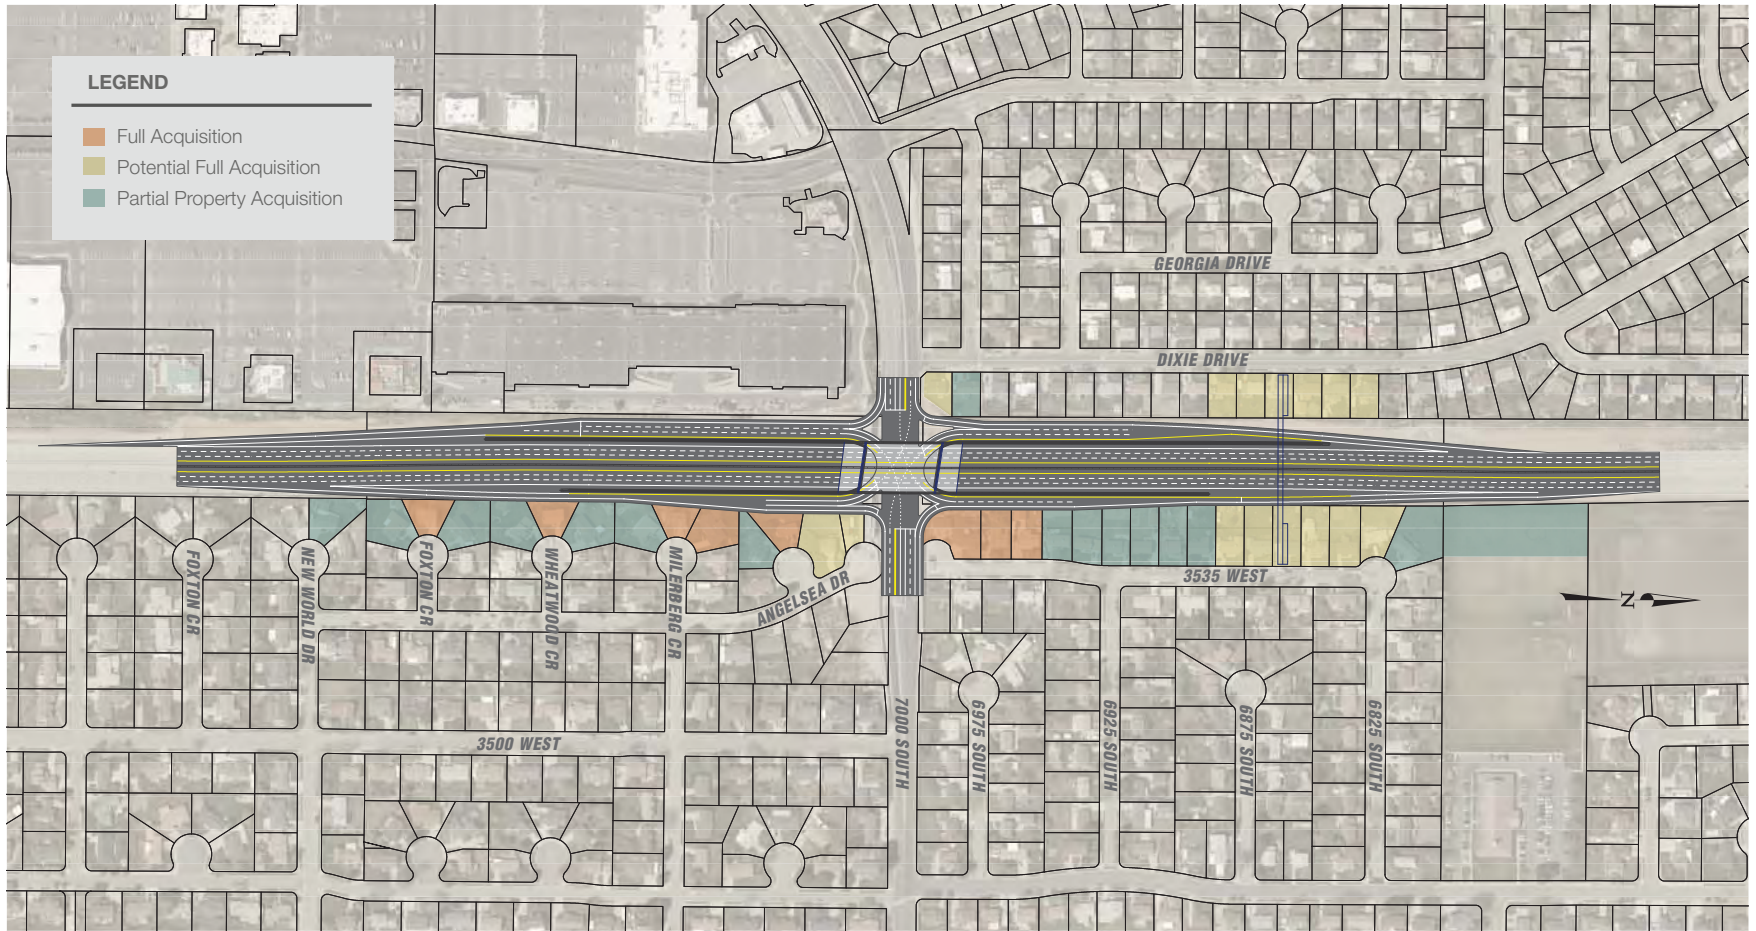 LEGEND
Full Acquisition
Potential Full Acquisition
Partial Property Acquisition
GEORGIA DRIVE
DIXIE DRIVE
FOXTON CR
NEW WORLD DR
FOXTON CR
WHEATWOOD CR
MILERBERG CR
ANGELSEA DR
3535 WEST
N
3500 WEST
7000 SOUTH
6975 SOUTH
6925 SOUTH
6875 SOUTH
6825 SOUTH